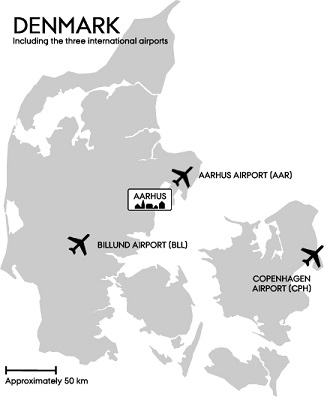 DENMARK
Including the three international airports
AARHUS AIRPORT (AAR)
AARHUS
BILLUND AIRPORT (BLL)
COPENHAGEN
AIRPORT (CPH)
Approximately 50 km